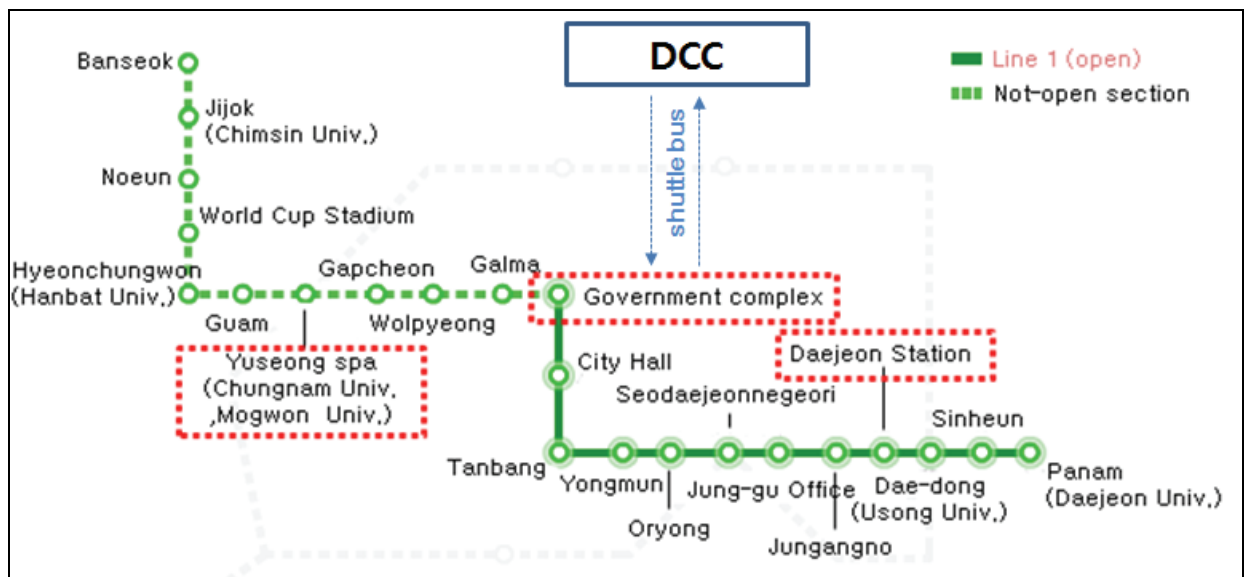 DCC
Line 1 (open)
Not-open section
shuttle bus
Banseok
Jijok
(Chimsin Univ.)
Noeun
World Cup Stadium
Hyeonchungwon
(Hanbat Univ.)
Guam
Yuseong spa
(Chungnam Univ.
,Mogwon Univ.)
Gapcheon
Wolpyeong
Galma
Government complex
City Hall
Tanbang
Yongmun
Oryong
Seodaejeonnegeori
Jung-gu Office
Jungangno
Daejeon Station
Dae-dong
(Usong Univ.)
Sinheun
Panam
(Daejeon Univ.)